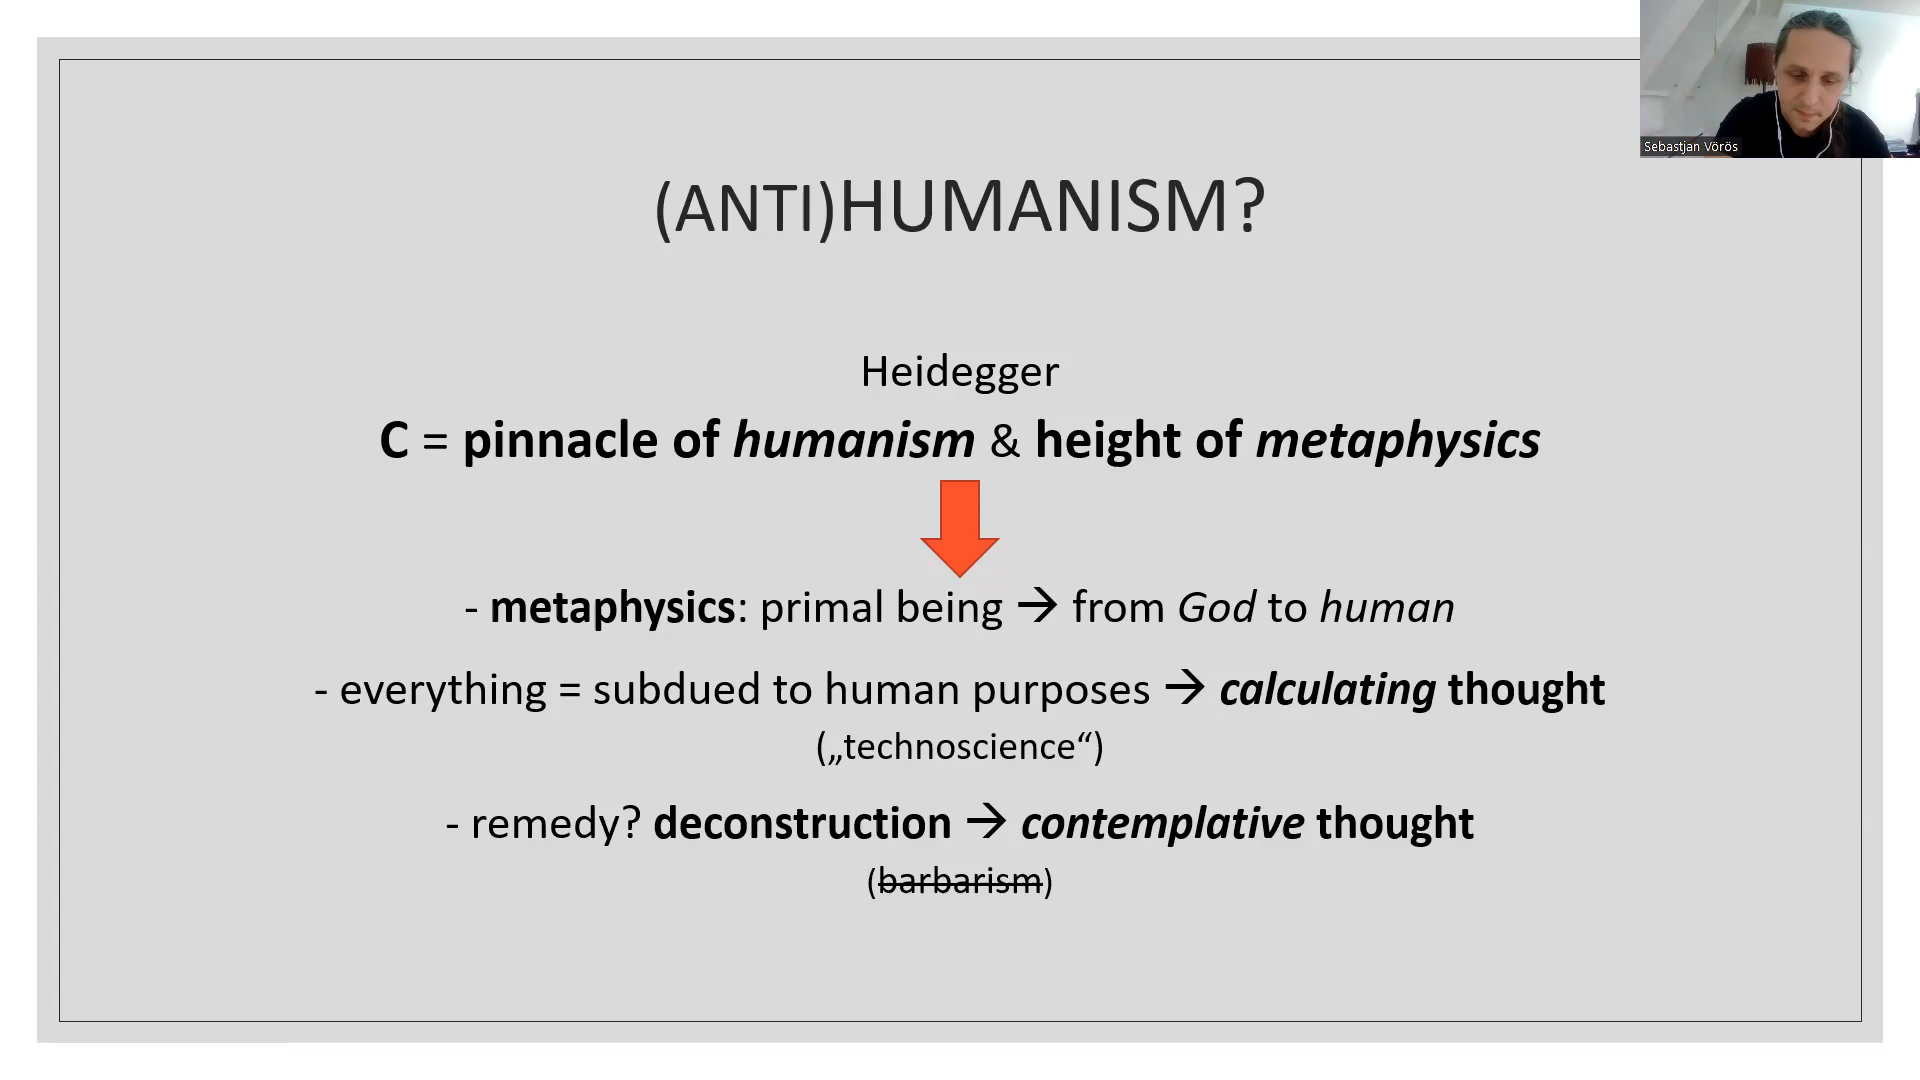 Sebastjan Vörös
(ANTI)HUMANISM?
Heidegger
C = pinnacle of humanism & height of metaphysics
- metaphysics: primal being → from God to human
- everything = subdued to human purposes → calculating thought
(„technoscience“)
- remedy? deconstruction → contemplative thought
(barbarism)